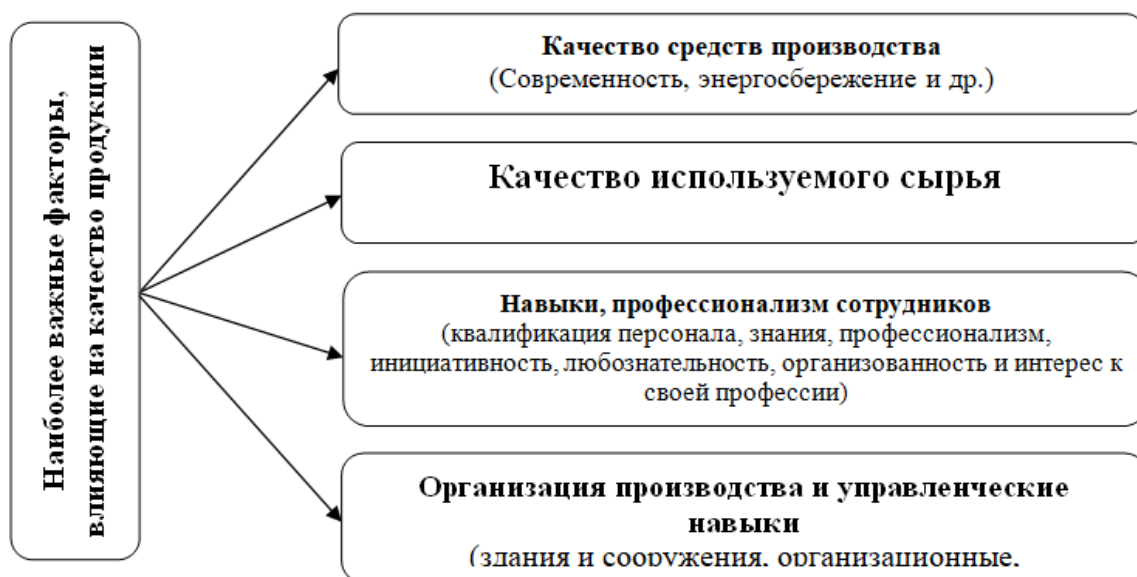 Наиболее важные факторы,
влияющие на качество продукции
Качество средств производства
(Современность, энергосбережение и др.)
Качество используемого сырья
Навыки, профессионализм сотрудников
(квалификация персонала, знания, профессионализм,
инициативность, любознательность, организованность и интерес к
своей профессии)
Организация производства и управленческие
навыки
(здания и сооружения, организационные,